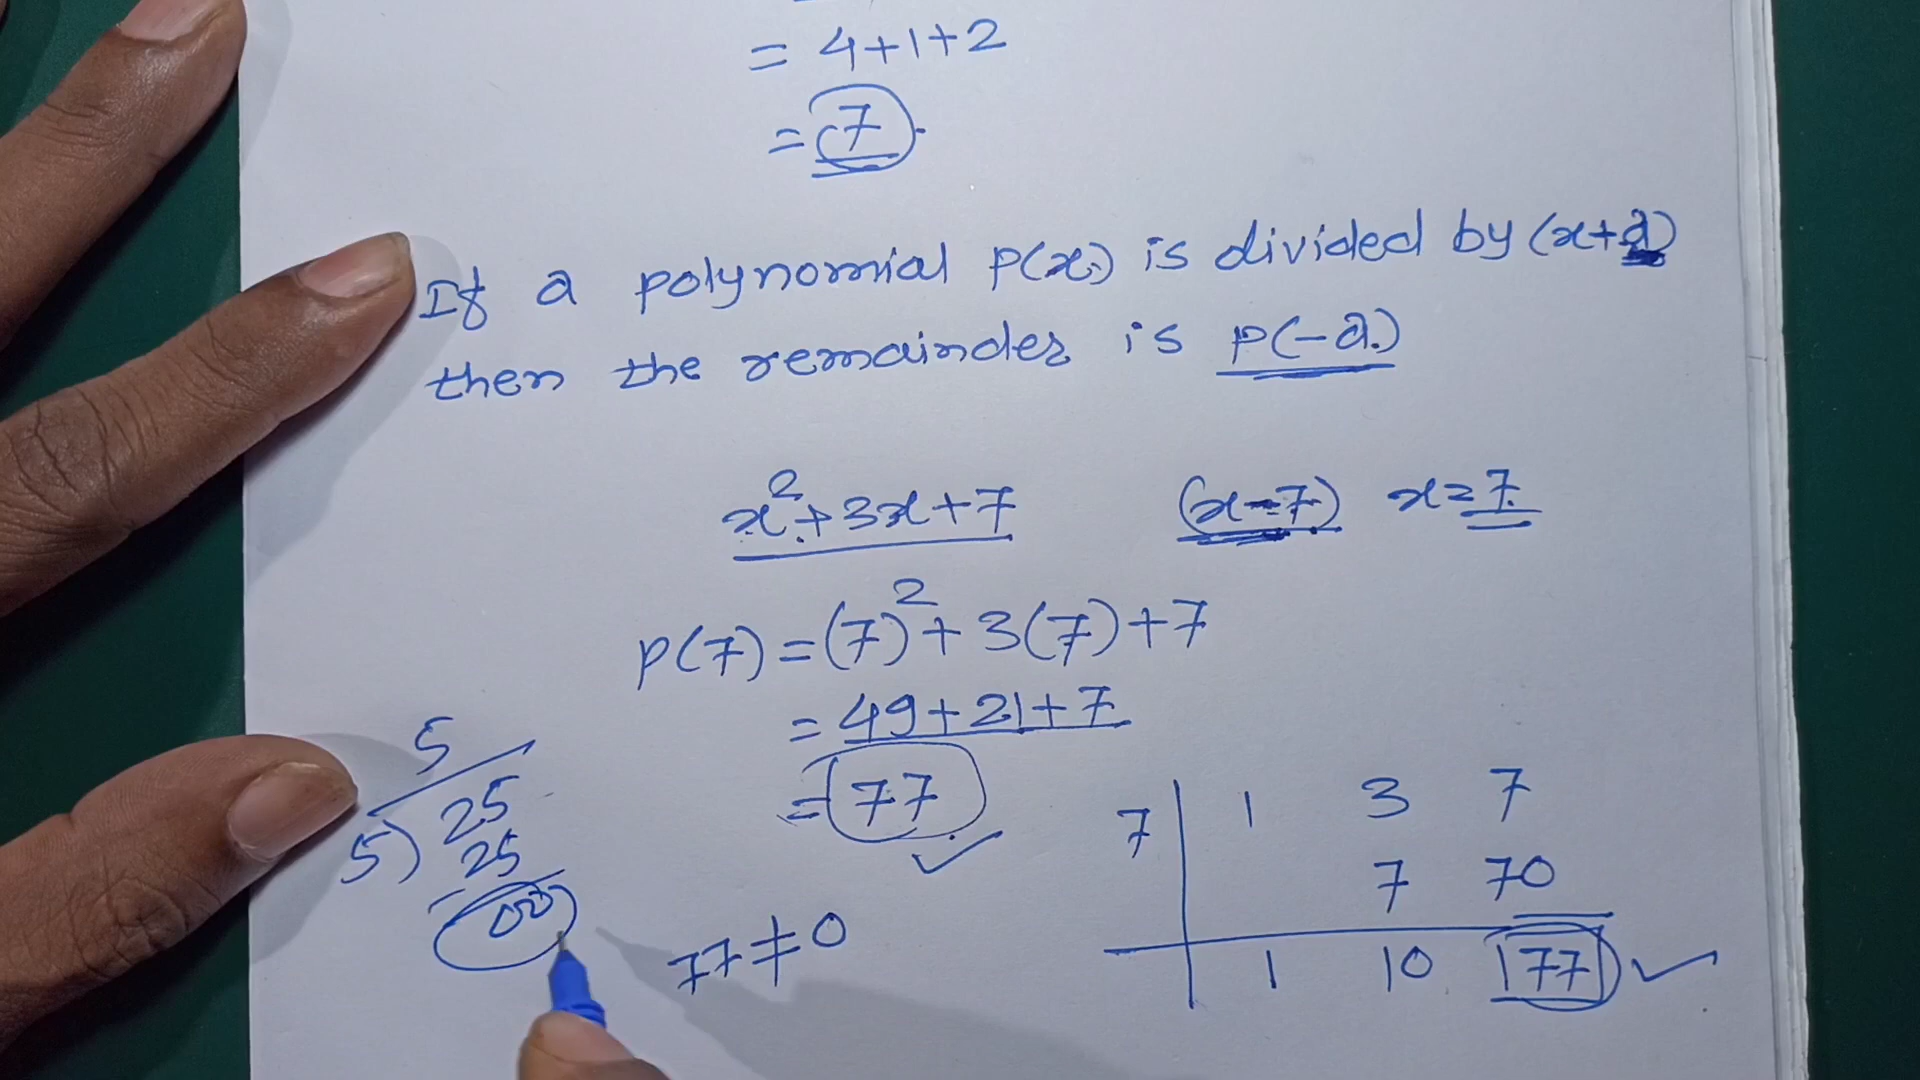 = 4+1+2
= 7
If a polynomial p(x) is divided by (x+a)
then the remainder is p(-a)
x²+3x+7 (x-7) x=7
p(7) = (7)²+3(7)+7
= 49+21+7
= 77
5
5) 25
25
00
77 ≠ 0
7 | 1 3 7
7 70
1 10 77